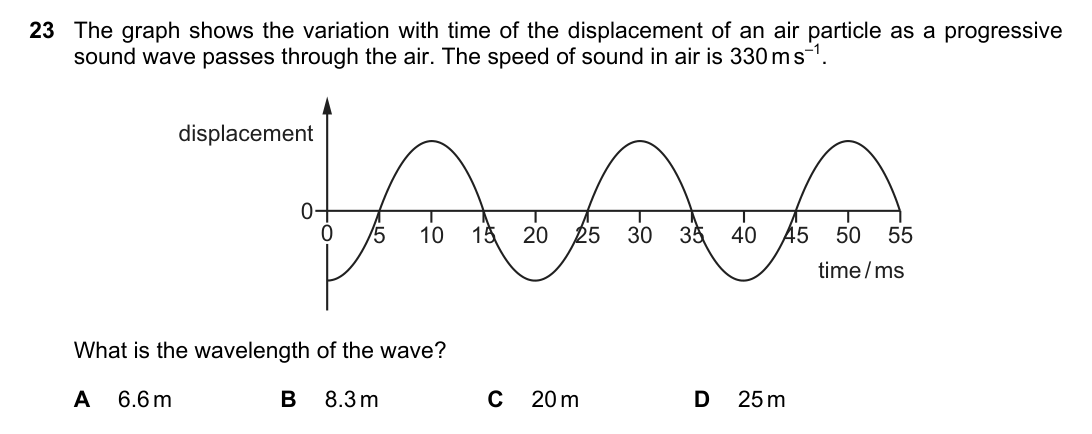 23 The graph shows the variation with time of the displacement of an air particle as a progressive
sound wave passes through the air. The speed of sound in air is 330 m s⁻¹.
displacement
0
0 5 10 15 20 25 30 35 40 45 50 55
time / ms
What is the wavelength of the wave?
A 6.6 m B 8.3 m C 20 m D 25 m